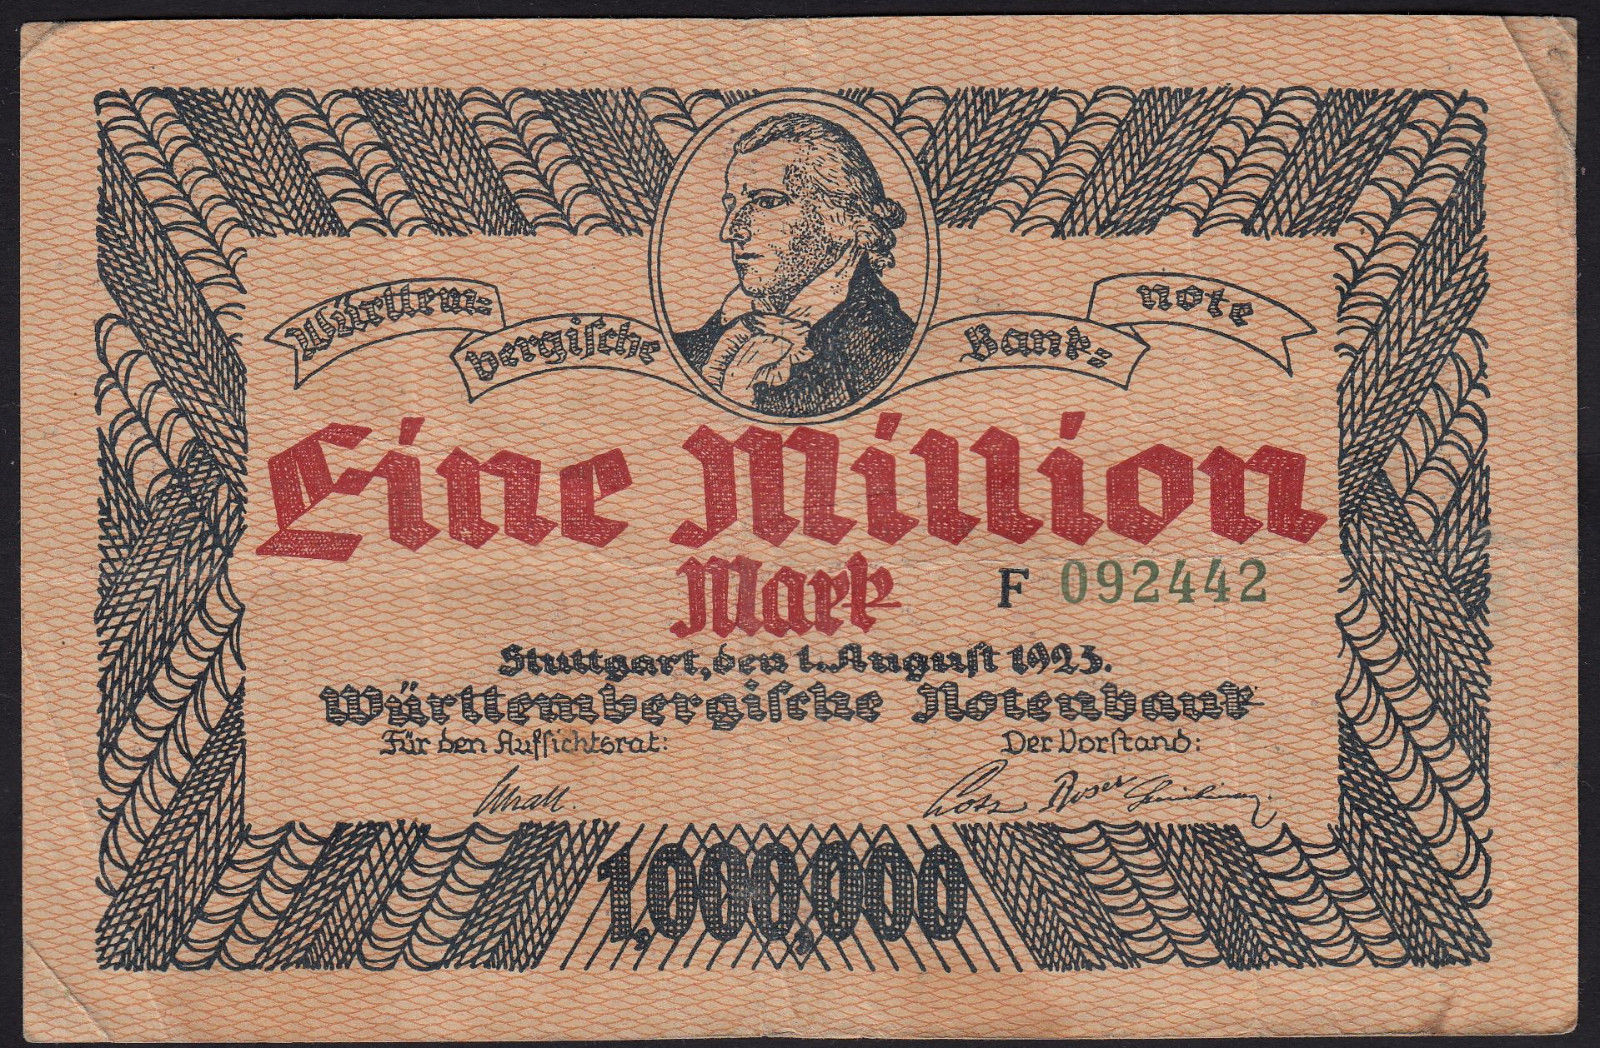 Württem=
bergische
Bank=
note
Eine Million
Mark
F 092442
Stuttgart, den 1. August 1923.
Württembergische Notenbank
Für den Aufsichtsrat:
Der Vorstand:
1,000,000